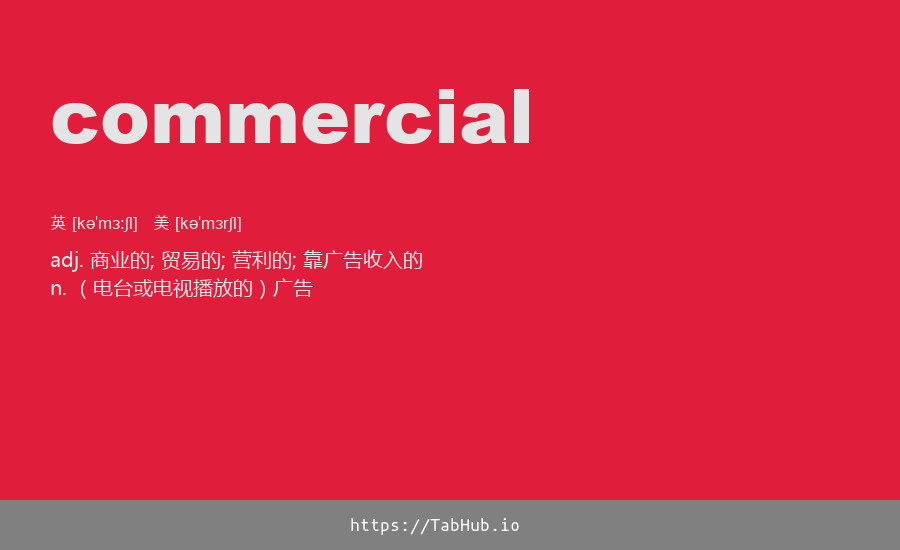 commercial
英 [kəˈmɜːʃl] 美 [kəˈmɜrʃl]
adj. 商业的; 贸易的; 营利的; 靠广告收入的
n. （电台或电视播放的）广告
https://TabHub.io